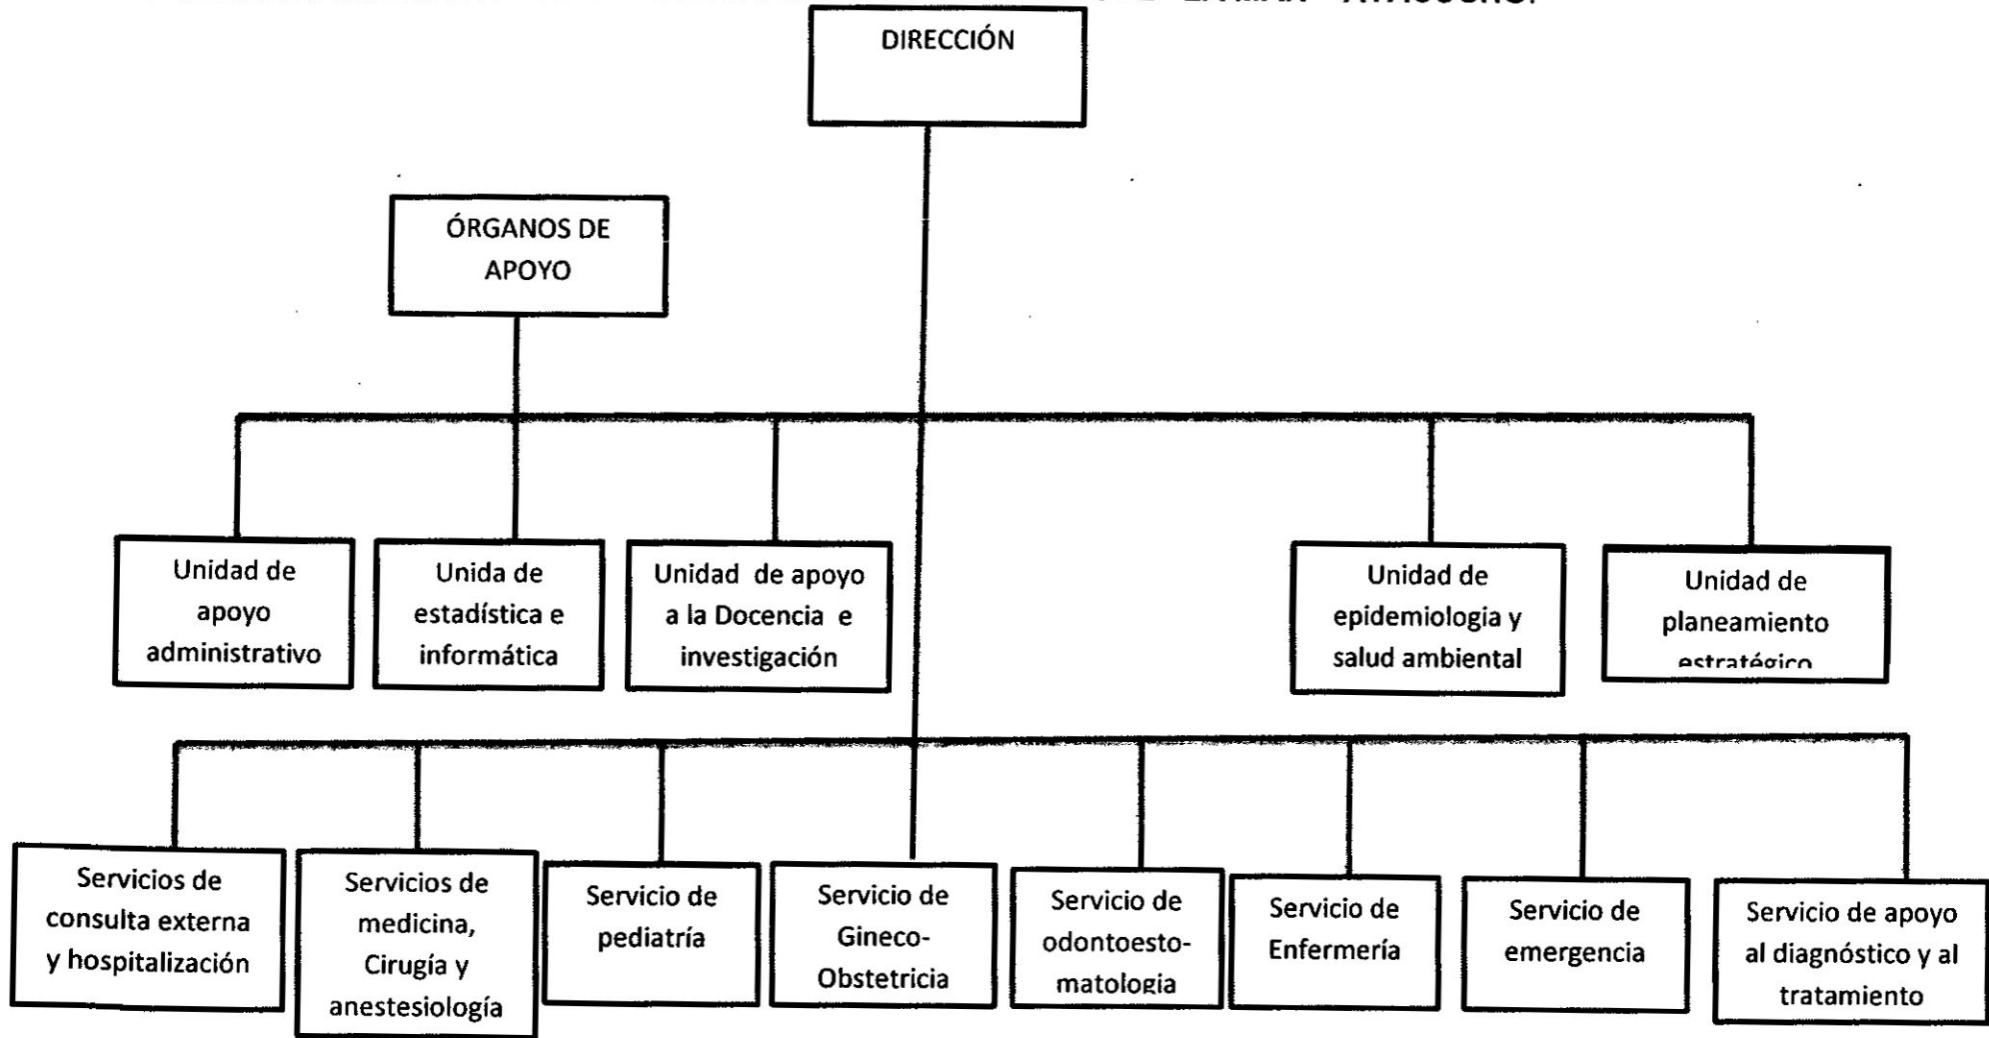 DIRECCIÓN
ÓRGANOS DE
APOYO
Unidad de
apoyo
administrativo
Unida de
estadística e
informática
Unidad de apoyo
a la Docencia e
investigación
Unidad de
epidemiologia y
salud ambiental
Unidad de
planeamiento
estratégico
Servicios de
consulta externa
y hospitalización
Servicios de
medicina,
Cirugía y
anestesiología
Servicio de
pediatría
Servicio de
Gineco-
Obstetricia
Servicio de
odontoesto-
matologia
Servicio de
Enfermería
Servicio de
emergencia
Servicio de apoyo
al diagnóstico y al
tratamiento